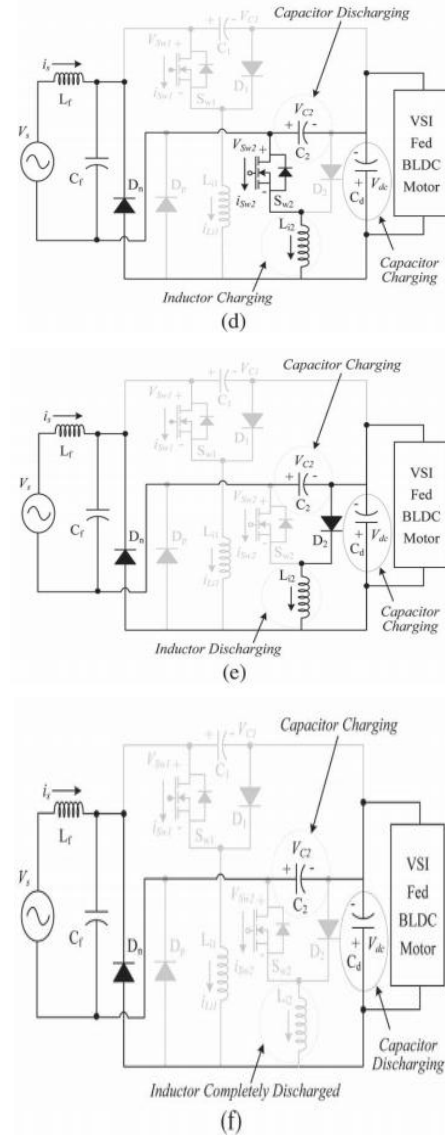 Capacitor Discharging
is
Lf
Vs
Cf
Dn
Dp
VSw1 +
iSw1 -
Sw1
+ - VC1
C1
D1
Li1
iLi1
VC2
+ -
C2
VSw2 +
iSw2 -
Sw2
D2
Li2
-
+ Cd
Vdc
VSI
Fed
BLDC
Motor
Inductor Charging
Capacitor
Charging
(d)
Capacitor Charging
is
Lf
Vs
Cf
Dn
Dp
VSw1 +
iSw1 -
Sw1
+ - VC1
C1
D1
Li1
iLi1
VC2
+ -
C2
VSw2 +
iSw2 -
Sw2
D2
Li2
-
+ Cd
Vdc
VSI
Fed
BLDC
Motor
Inductor Discharging
Capacitor
Charging
(e)
Capacitor Charging
is
Lf
Vs
Cf
Dn
Dp
VSw1 +
iSw1 -
Sw1
+ - VC1
C1
D1
Li1
iLi1
VC2
+ -
C2
VSw2 +
iSw2 -
Sw2
D2
Li2
-
+ Cd
Vdc
VSI
Fed
BLDC
Motor
Inductor Completely Discharged
Capacitor
Discharging
(f)